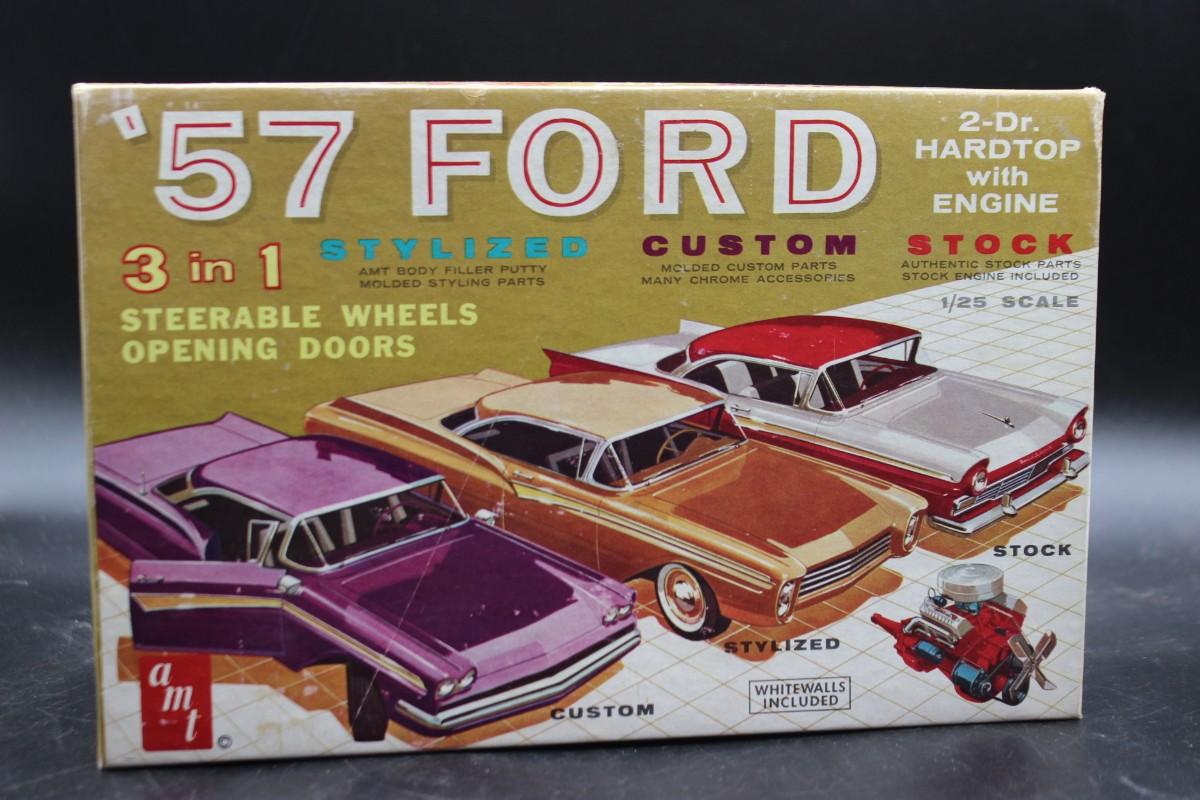 '57 FORD
2-Dr.
HARDTOP
with
ENGINE
3 in 1
STYLIZED
AMT BODY FILLER PUTTY
MOLDED STYLING PARTS
CUSTOM
MOLDED CUSTOM PARTS
MANY CHROME ACCESSORIES
STOCK
AUTHENTIC STOCK PARTS
STOCK ENGINE INCLUDED
1/25 SCALE
STEERABLE WHEELS
OPENING DOORS
STOCK
STYLIZED
WHITEWALLS
INCLUDED
CUSTOM
amt
©